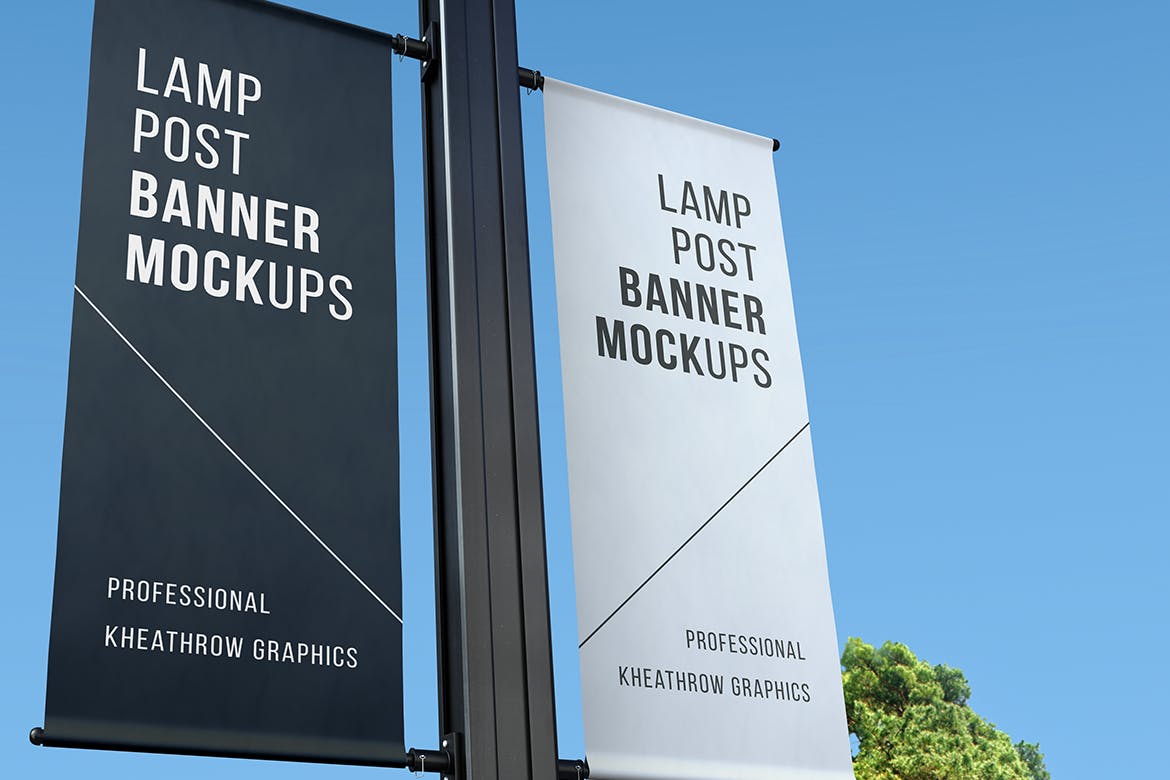 LAMP
POST
BANNER
MOCKUPS
PROFESSIONAL
KHEATHROW GRAPHICS
LAMP
POST
BANNER
MOCKUPS
PROFESSIONAL
KHEATHROW GRAPHICS